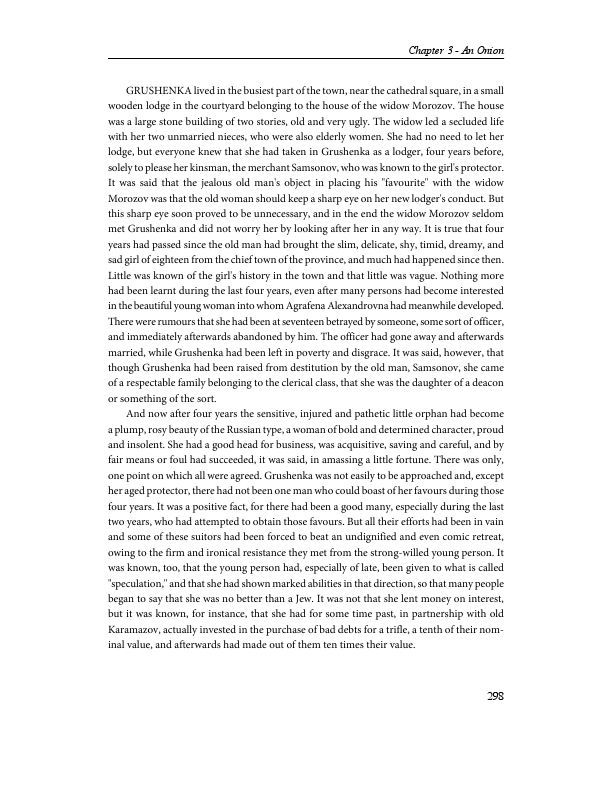 Chapter 3 - An Onion
GRUSHENKA lived in the busiest part of the town, near the cathedral square, in a small
wooden lodge in the courtyard belonging to the house of the widow Morozov. The house
was a large stone building of two stories, old and very ugly. The widow led a secluded life
with her two unmarried nieces, who were also elderly women. She had no need to let her
lodge, but everyone knew that she had taken in Grushenka as a lodger, four years before,
solely to please her kinsman, the merchant Samsonov, who was known to the girl's protector.
It was said that the jealous old man's object in placing his "favourite" with the widow
Morozov was that the old woman should keep a sharp eye on her new lodger's conduct. But
this sharp eye soon proved to be unnecessary, and in the end the widow Morozov seldom
met Grushenka and did not worry her by looking after her in any way. It is true that four
years had passed since the old man had brought the slim, delicate, shy, timid, dreamy, and
sad girl of eighteen from the chief town of the province, and much had happened since then.
Little was known of the girl's history in the town and that little was vague. Nothing more
had been learnt during the last four years, even after many persons had become interested
in the beautiful young woman into whom Agrafena Alexandrovna had meanwhile developed.
There were rumours that she had been at seventeen betrayed by someone, some sort of officer,
and immediately afterwards abandoned by him. The officer had gone away and afterwards
married, while Grushenka had been left in poverty and disgrace. It was said, however, that
though Grushenka had been raised from destitution by the old man, Samsonov, she came
of a respectable family belonging to the clerical class, that she was the daughter of a deacon
or something of the sort.
And now after four years the sensitive, injured and pathetic little orphan had become
a plump, rosy beauty of the Russian type, a woman of bold and determined character, proud
and insolent. She had a good head for business, was acquisitive, saving and careful, and by
fair means or foul had succeeded, it was said, in amassing a little fortune. There was only,
one point on which all were agreed. Grushenka was not easily to be approached and, except
her aged protector, there had not been one man who could boast of her favours during those
four years. It was a positive fact, for there had been a good many, especially during the last
two years, who had attempted to obtain those favours. But all their efforts had been in vain
and some of these suitors had been forced to beat an undignified and even comic retreat,
owing to the firm and ironical resistance they met from the strong-willed young person. It
was known, too, that the young person had, especially of late, been given to what is called
"speculation," and that she had shown marked abilities in that direction, so that many people
began to say that she was no better than a Jew. It was not that she lent money on interest,
but it was known, for instance, that she had for some time past, in partnership with old
Karamazov, actually invested in the purchase of bad debts for a trifle, a tenth of their nom-
inal value, and afterwards had made out of them ten times their value.
298